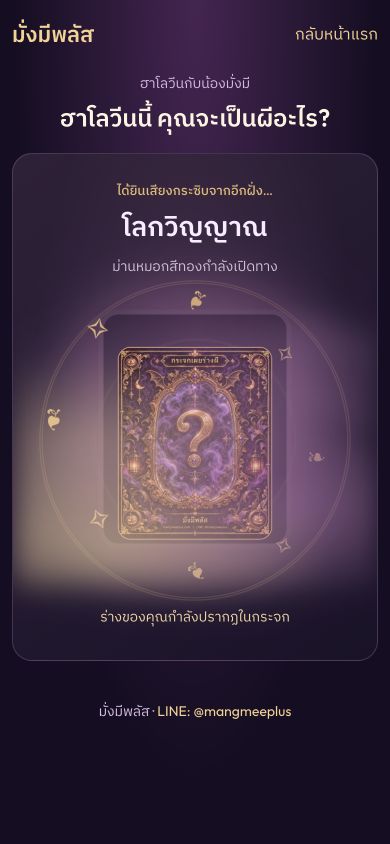 มั่งมีพลัส
กลับหน้าแรก
ฮาโลวีนกับน้องมั่งมี
ฮาโลวีนนี้ คุณจะเป็นผีอะไร?
ได้ยินเสียงกระซิบจากอีกฝั่ง…
โลกวิญญาณ
ม่านหมอกสีทองกำลังเปิดทาง
กระจกเผยร่างผี
?
มั่งมีพลัส
ร่างของคุณกำลังปรากฏในกระจก
มั่งมีพลัส · LINE: @mangmeeplus